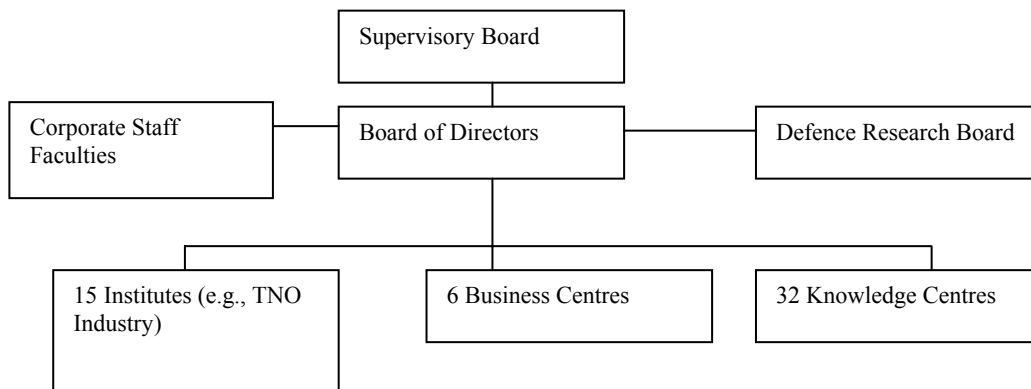 Supervisory Board
Corporate Staff
Faculties
Board of Directors
Defence Research Board
15 Institutes (e.g., TNO
Industry)
6 Business Centres
32 Knowledge Centres